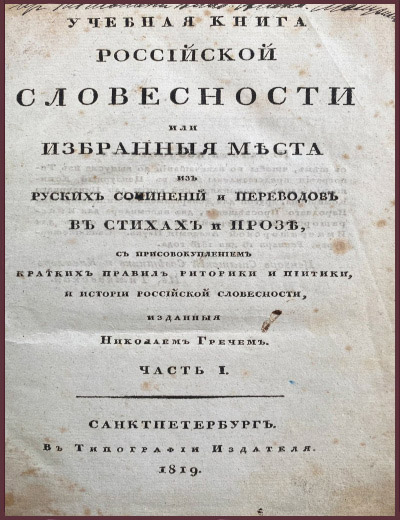 УЧЕБНАЯ КНИГА
РОССІЙСКОЙ
СЛОВЕСНОСТИ
ИЛИ
ИЗБРАННЫЯ МѢСТА
ИЗЪ
РУСКИХЪ СОЧИНЕНІЙ и ПЕРЕВОДОВЪ
ВЪ СТИХАХЪ и ПРОЗѢ,
СЪ ПРИСОВОКУПЛЕНІЕМЪ
КРАТКИХЪ ПРАВИЛЪ, РИТОРИКИ И ПІИТИКИ,
И ИСТОРІИ РОССІЙСКОЙ СЛОВЕСНОСТИ,
ИЗДАННЫЯ
НИКОЛАЕМЪ ГРЕЧЕМЪ.
ЧАСТЬ I.
САНКТПЕТЕРБУРГЪ.
ВЪ ТИПОГРАФІИ ИЗДАТЕЛЯ.
1819.